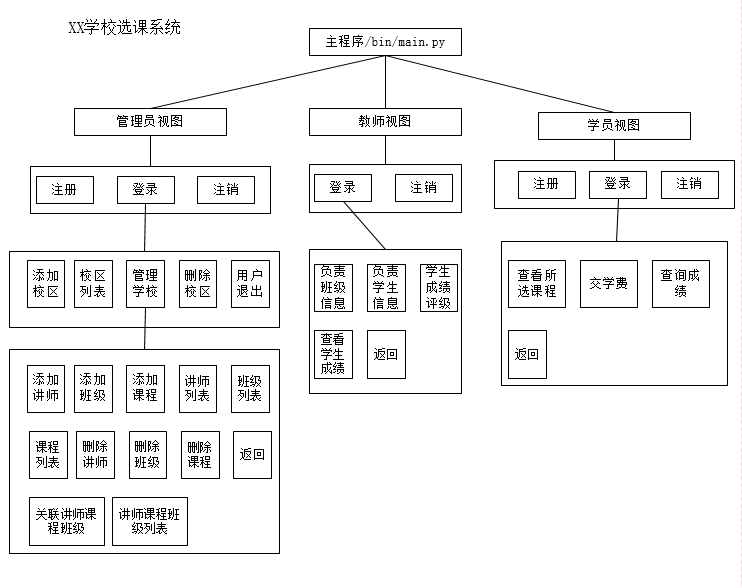 XX学校选课系统
主程序/bin/main.py
管理员视图
教师视图
学员视图
注册
登录
注销
登录
注销
注册
登录
注销
添加
校区
校区
列表
管理
学校
删除
校区
用户
退出
添加
讲师
添加
班级
添加
课程
讲师
列表
班级
列表
课程
列表
删除
讲师
删除
班级
删除
课程
返回
关联讲师课
程班级
讲师课程班
级列表
负责
班级
信息
负责
学生
信息
学生
成绩
评级
查看
学生
成绩
返回
查看所
选课程
交学费
查询成
绩
返回